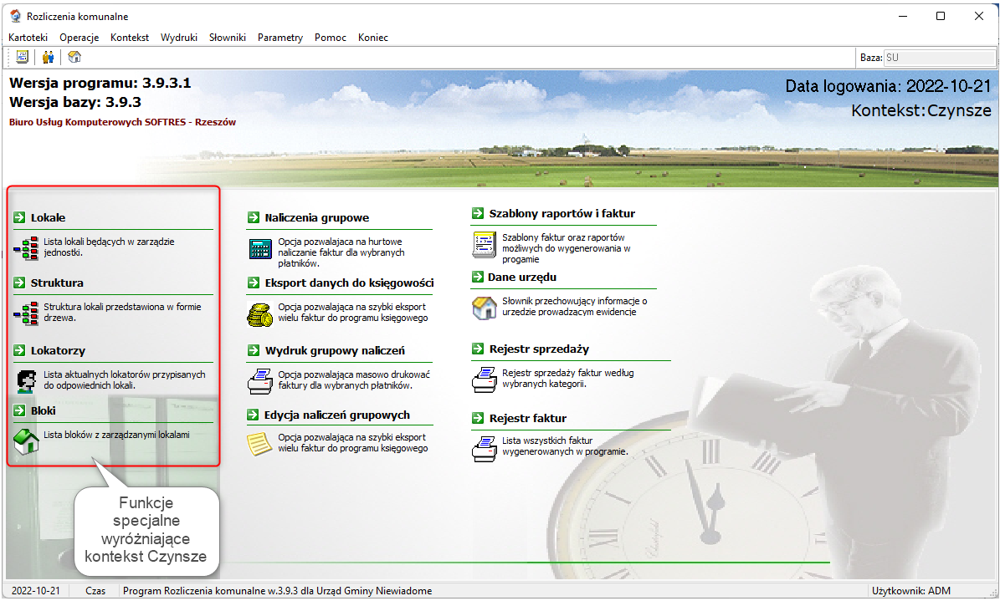 Rozliczenia komunalne
Kartoteki Operacje Kontekst Wydruki Słowniki Parametry Pomoc Koniec
Baza: SU
Wersja programu: 3.9.3.1
Wersja bazy: 3.9.3
Biuro Usług Komputerowych SOFTRES - Rzeszów
Data logowania: 2022-10-21
Kontekst:Czynsze
Lokale
Lista lokali będących w zarządzie
jednostki.
Struktura
Struktura lokali przedstawiona w formie
drzewa.
Lokatorzy
Lista aktualnych lokatorów przypisanych
do odpowiednich lokali.
Bloki
Lista bloków z zarządzanymi lokalami
Funkcje
specjalne
wyróżniające
kontekst Czynsze
Naliczenia grupowe
Opcja pozwalajaca na hurtowe
naliczanie faktur dla wybranych
płatników.
Eksport danych do księgowości
Opcja pozwalająca na szybki eksport
wielu faktur do programu księgowego
Wydruk grupowy naliczeń
Opcja pozwalająca masowo drukować
faktury dla wybranych płatników.
Edycja naliczeń grupowych
Opcja pozwalająca na szybki eksport
wielu faktur do programu księgowego
Szablony raportów i faktur
Szablony faktur oraz raportów
możliwych do wygenerowania w
progamie
Dane urzędu
Słownik przechowujący informacje o
urzędzie prowadzącym ewidencje
Rejestr sprzedaży
Rejestr sprzedaży faktur według
wybranych kategorii.
Rejestr faktur
Lista wszystkich faktur
wygenerowanych w programie.
2022-10-21 Czas Program Rozliczenia komunalne w.3.9.3 dla Urząd Gminy Niewiadome Użytkownik: ADM